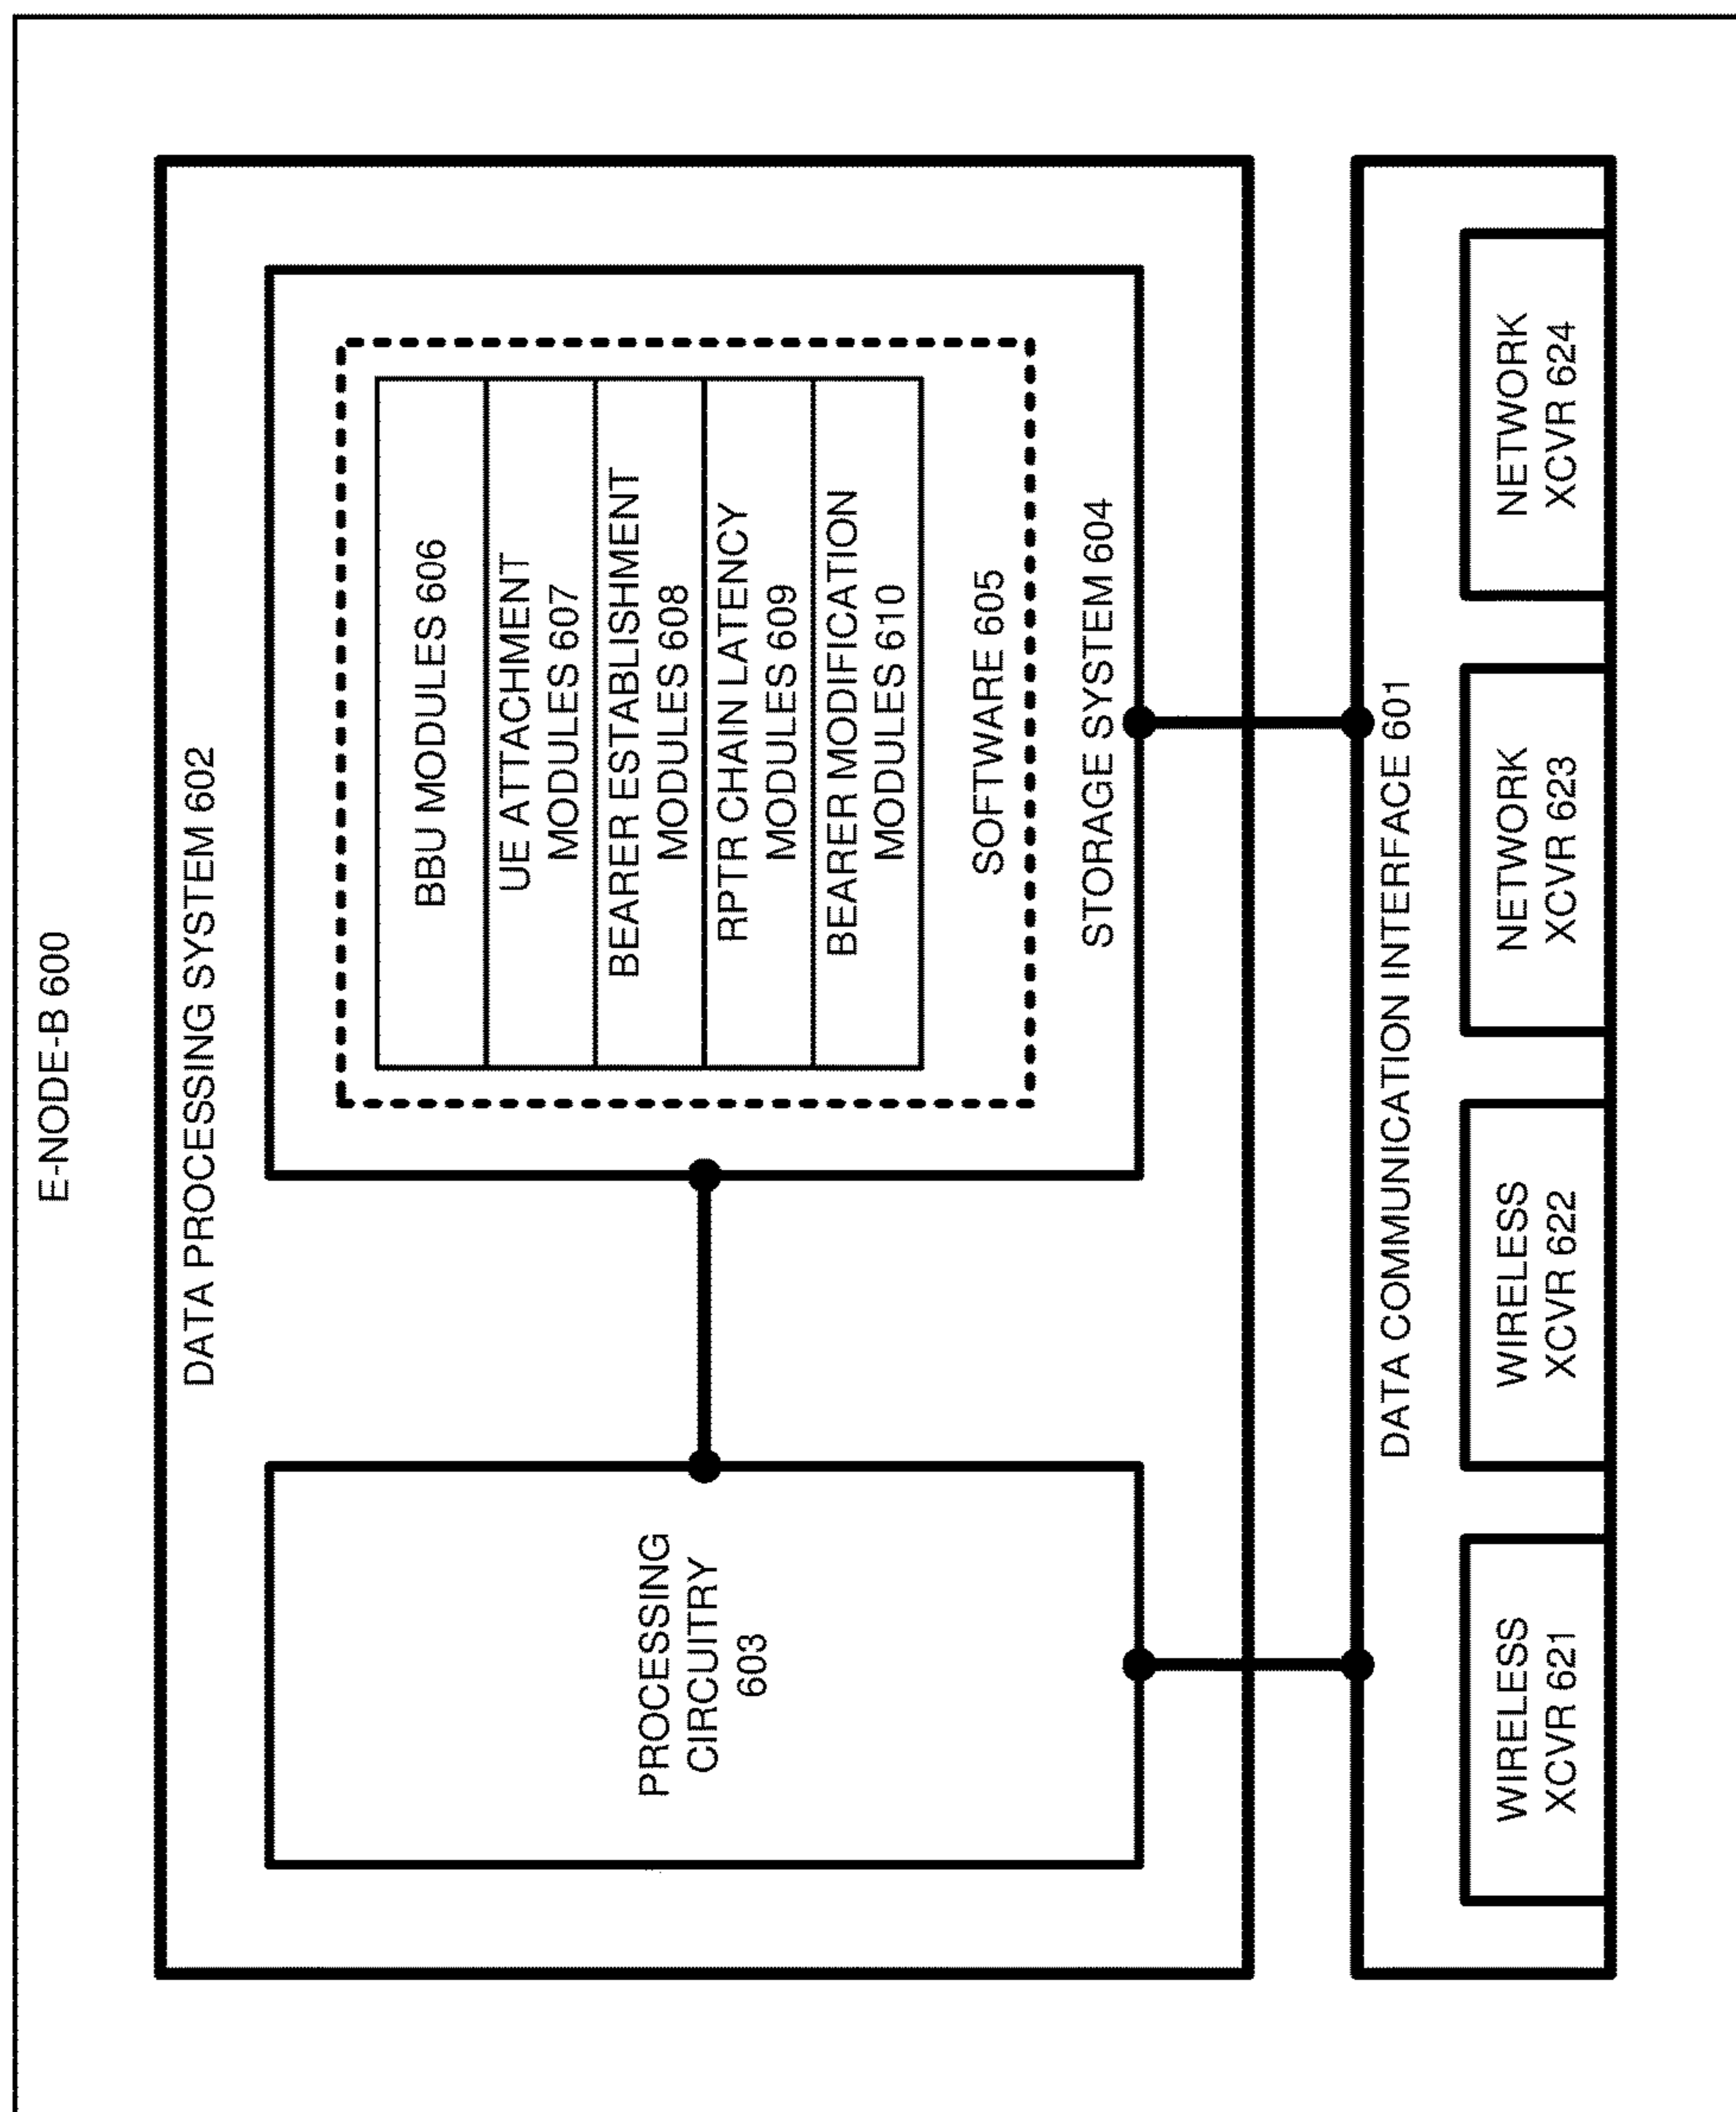 E-NODE-B 600
DATA PROCESSING SYSTEM 602
PROCESSING
CIRCUITRY
603
BBU MODULES 606
UE ATTACHMENT
MODULES 607
BEARER ESTABLISHMENT
MODULES 608
RPTR CHAIN LATENCY
MODULES 609
BEARER MODIFICATION
MODULES 610
SOFTWARE 605
STORAGE SYSTEM 604
DATA COMMUNICATION INTERFACE 601
WIRELESS
XCVR 621
WIRELESS
XCVR 622
NETWORK
XCVR 623
NETWORK
XCVR 624